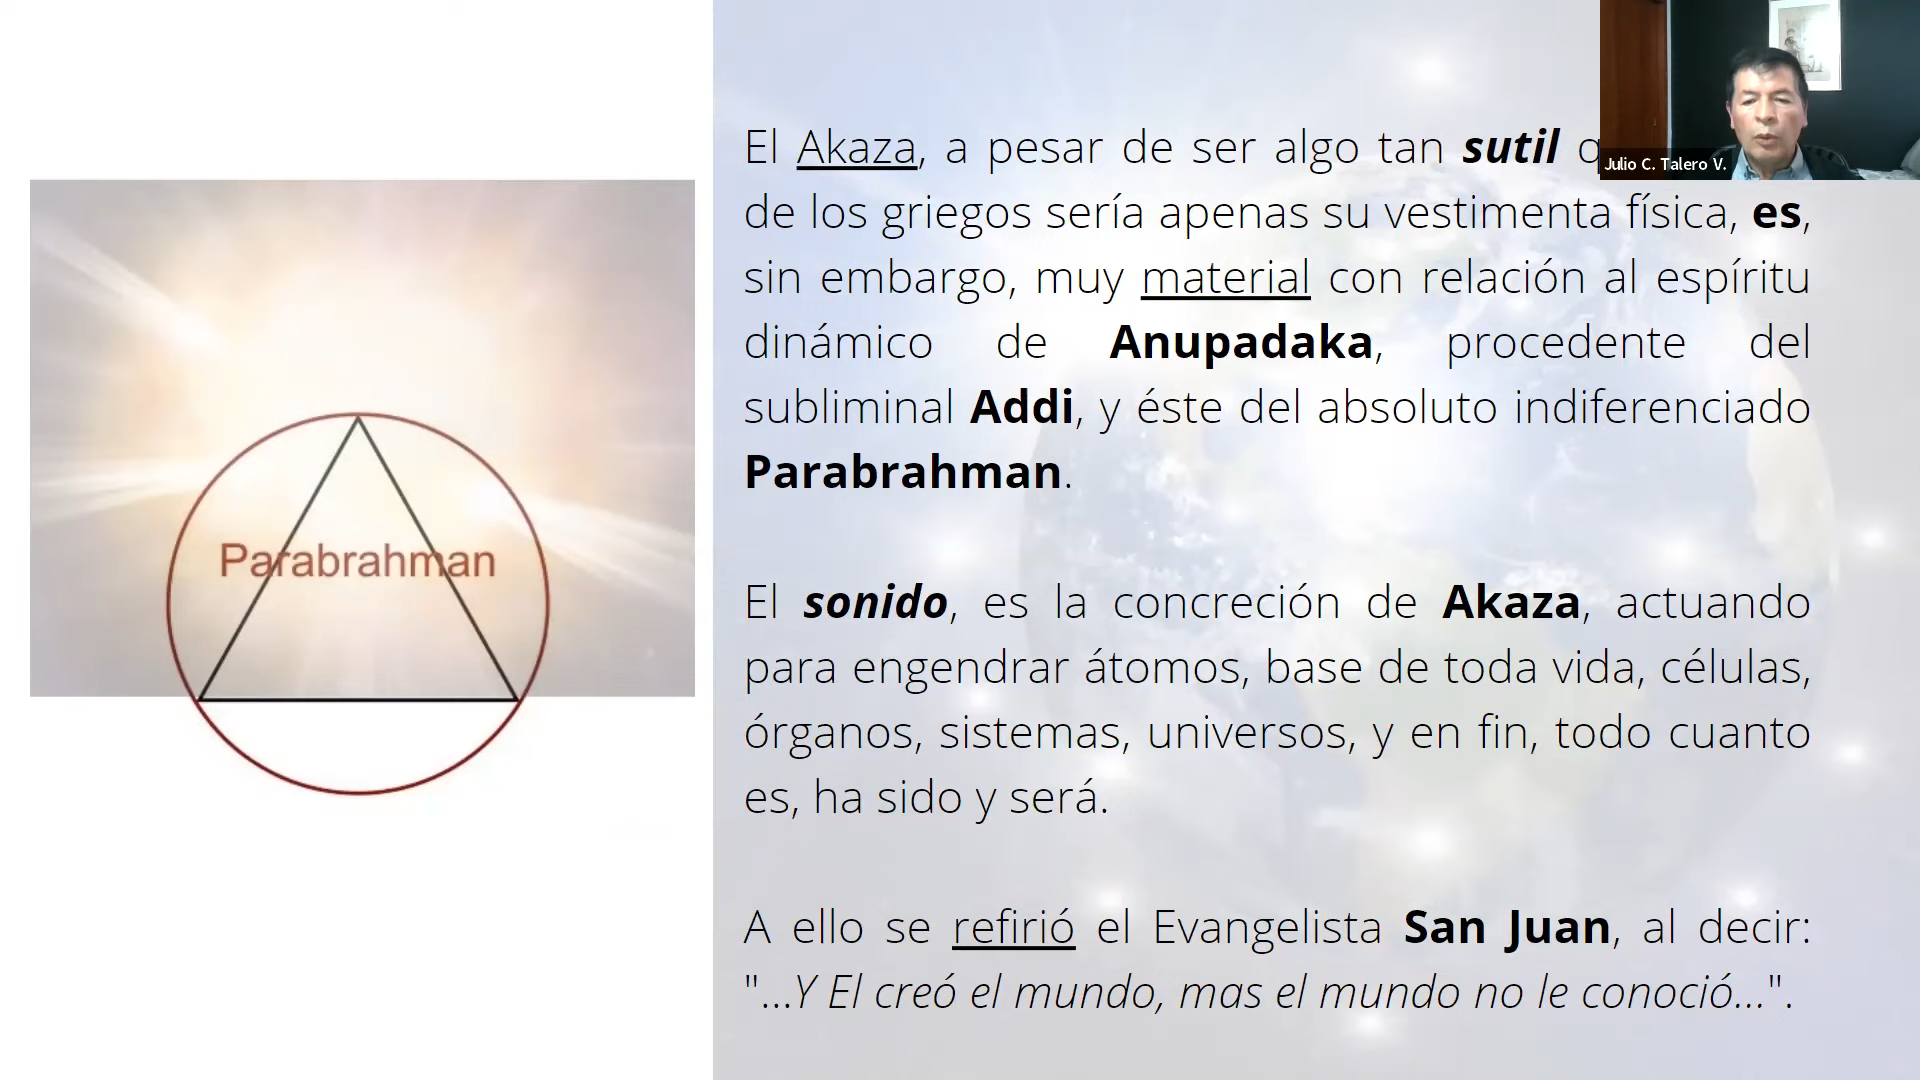 El Akaza, a pesar de ser algo tan sutil
de los griegos sería apenas su vestimenta física, es,
sin embargo, muy material con relación al espíritu
dinámico de Anupadaka, procedente del
subliminal Addi, y éste del absoluto indiferenciado
Parabrahman.
El sonido, es la concreción de Akaza, actuando
para engendrar átomos, base de toda vida, células,
órganos, sistemas, universos, y en fin, todo cuanto
es, ha sido y será.
A ello se refirió el Evangelista San Juan, al decir:
"...Y El creó el mundo, mas el mundo no le conoció...".
Parabrahman
Julio C. Talero V.